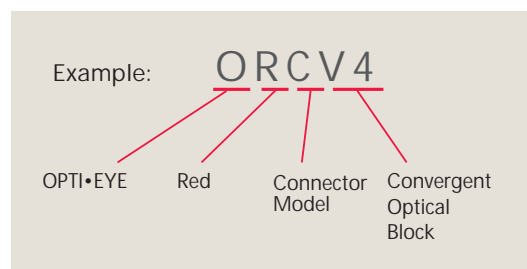 Example: ORCV4
OPTI•EYE Red Connector Model Convergent Optical Block